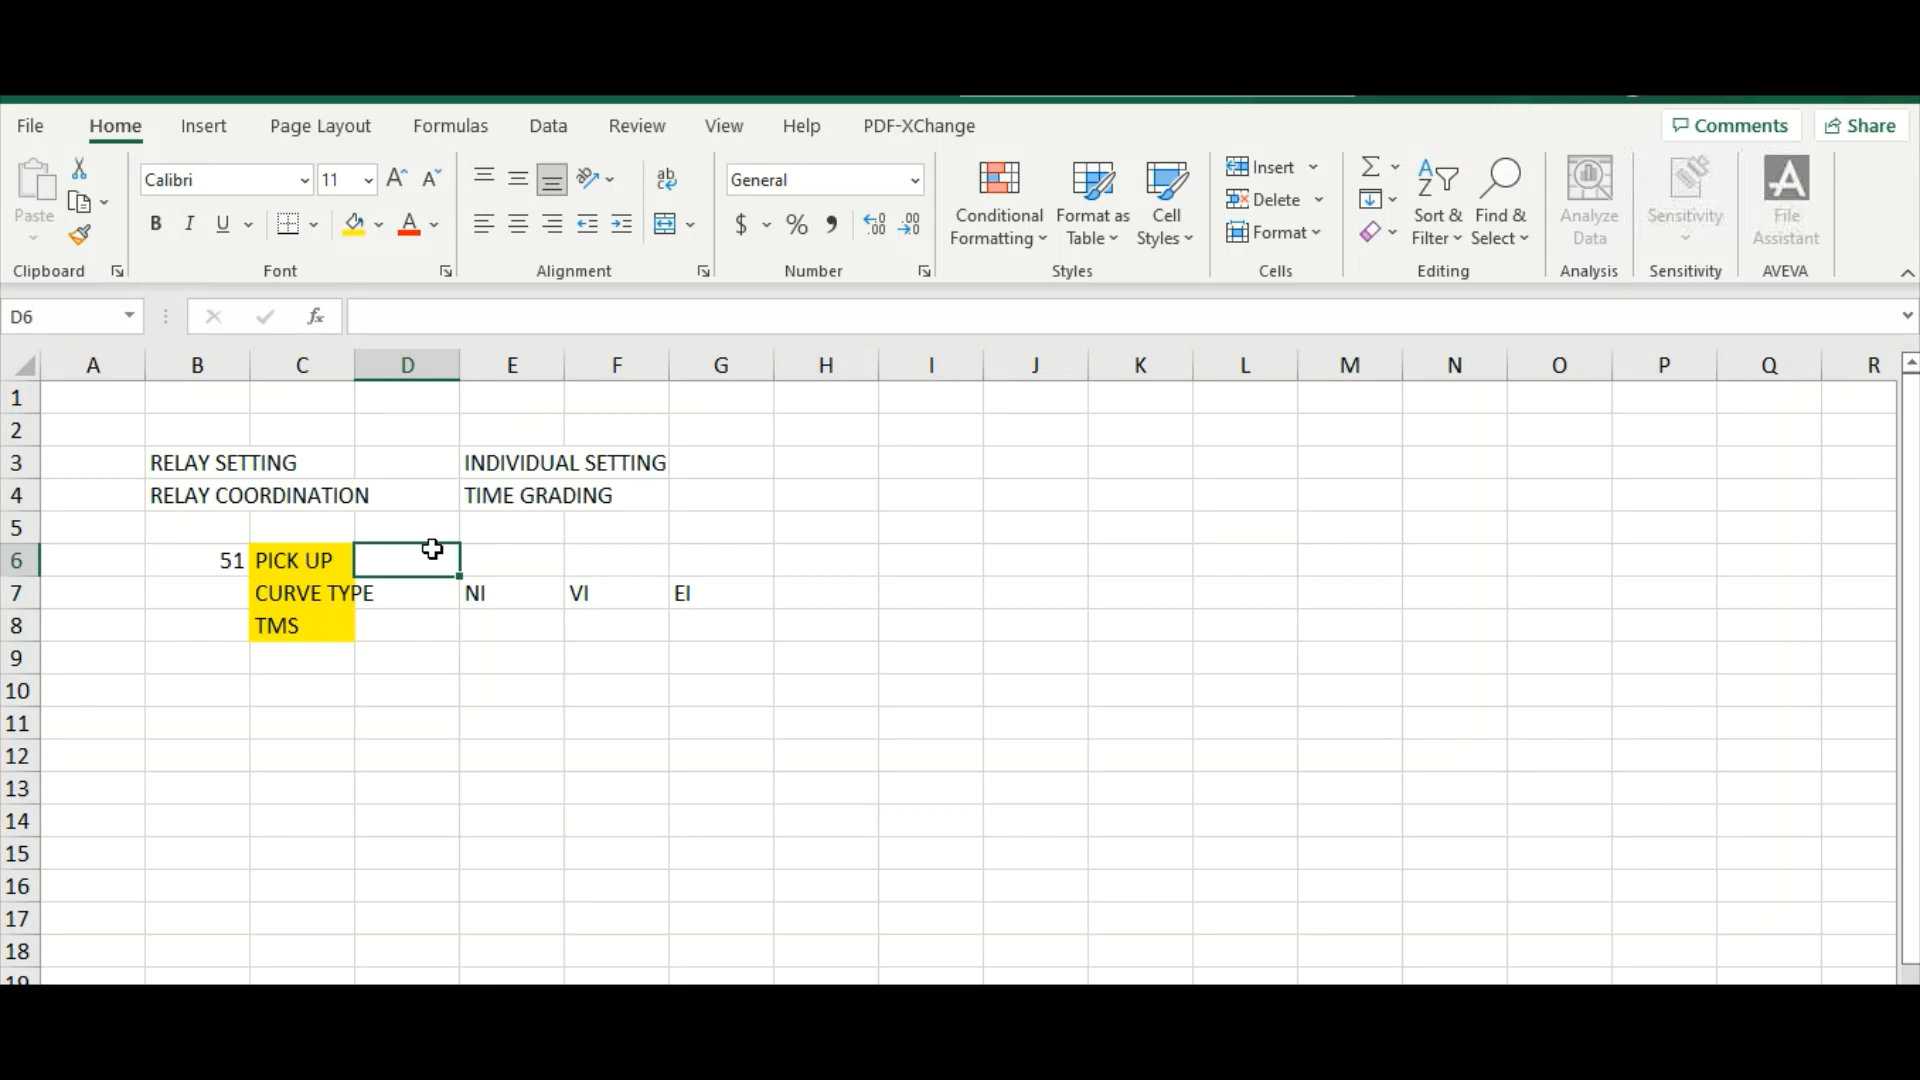 File Home Insert Page Layout Formulas Data Review View Help PDF-XChange Comments Share
Calibri 11 General Insert
Paste Conditional Format as Cell Delete Sort & Find & Analyze Sensitivity File
B I U $ % Formatting Table Styles Format Filter Select Data Assistant
Clipboard Font Alignment Number Styles Cells Editing Analysis Sensitivity AVEVA
D6 fx
A B C D E F G H I J K L M N O P Q R
1
2
3 RELAY SETTING INDIVIDUAL SETTING
4 RELAY COORDINATION TIME GRADING
5
6 51 PICK UP
7 CURVE TYPE NI VI EI
8 TMS
9
10
11
12
13
14
15
16
17
18
19